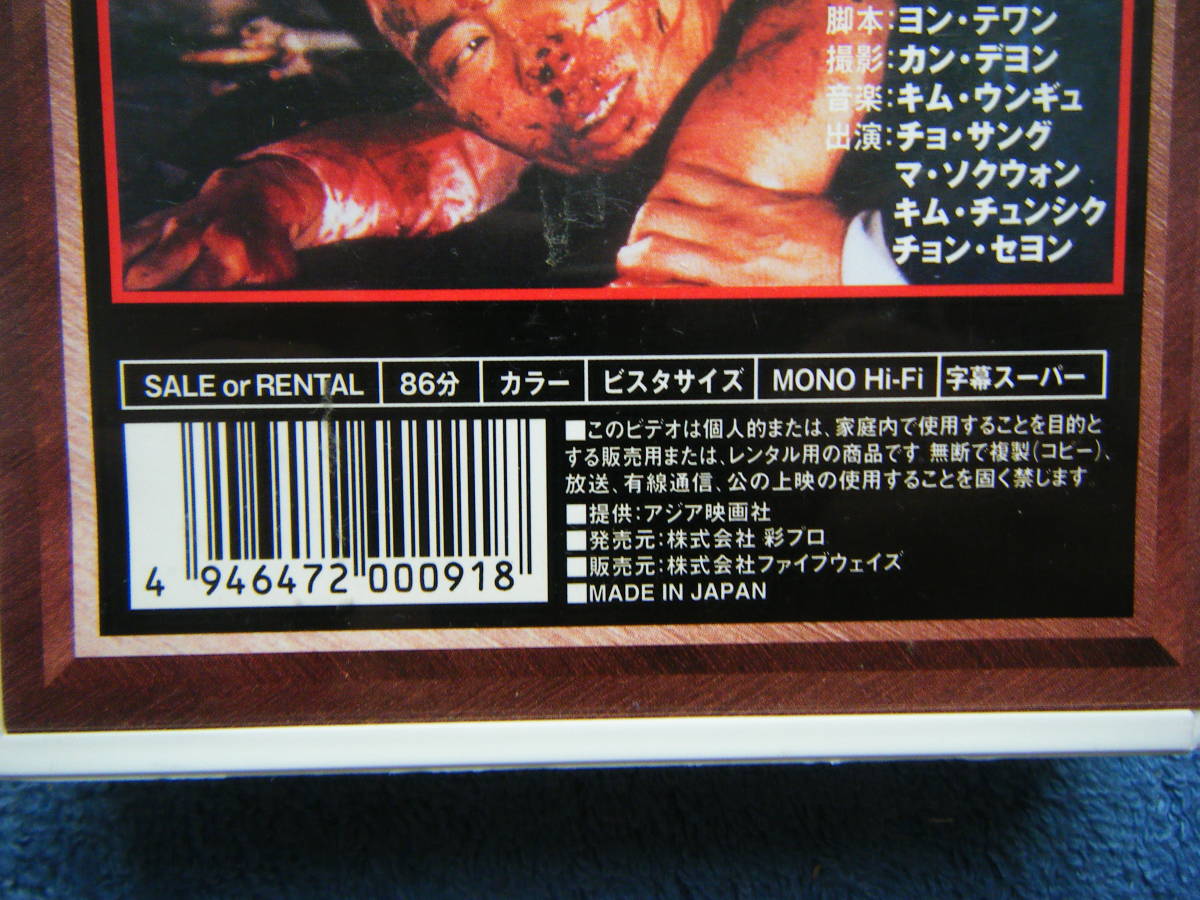 脚本:ヨン・テワン
撮影:カン・デヨン
音楽:キム・ウンギュ
出演:チョ・サング
マ・ソクウォン
キム・チュンシク
チョン・セヨン
SALE or RENTAL 86分 カラー ビスタサイズ MONO Hi-Fi 字幕スーパー
■このビデオは個人的または、家庭内で使用することを目的と
する販売用または、レンタル用の商品です。無断で複製(コピー)、
放送、有線通信、公の上映の使用することを固く禁じます。
■提供:アジア映画社
■発売元:株式会社 彩プロ
■販売元:株式会社ファイブウェイズ
■MADE IN JAPAN
4 946472 000918